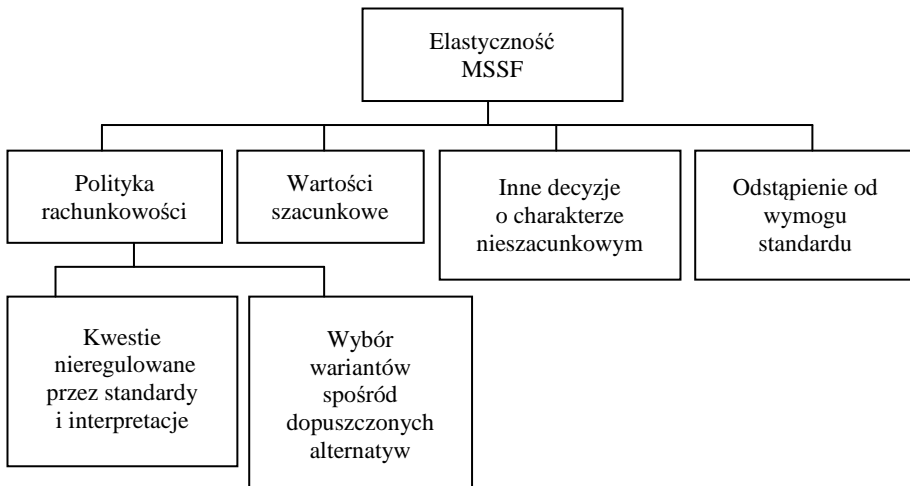 Elastyczność
MSSF
Polityka
rachunkowości
Wartości
szacunkowe
Inne decyzje
o charakterze
nieszacunkowym
Odstąpienie od
wymogu
standardu
Kwestie
nieregulowane
przez standardy
i interpretacje
Wybór
wariantów
spośród
dopuszczonych
alternatyw